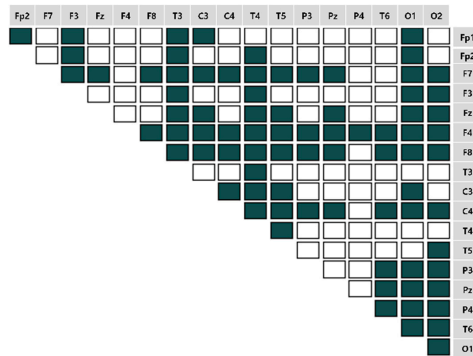 Fp2 F7 F3 Fz F4 F8 T3 C3 C4 T4 T5 P3 Pz P4 T6 O1 O2
Fp1
Fp2
F7
F3
Fz
F4
F8
T3
C3
C4
T4
T5
P3
Pz
P4
T6
O1